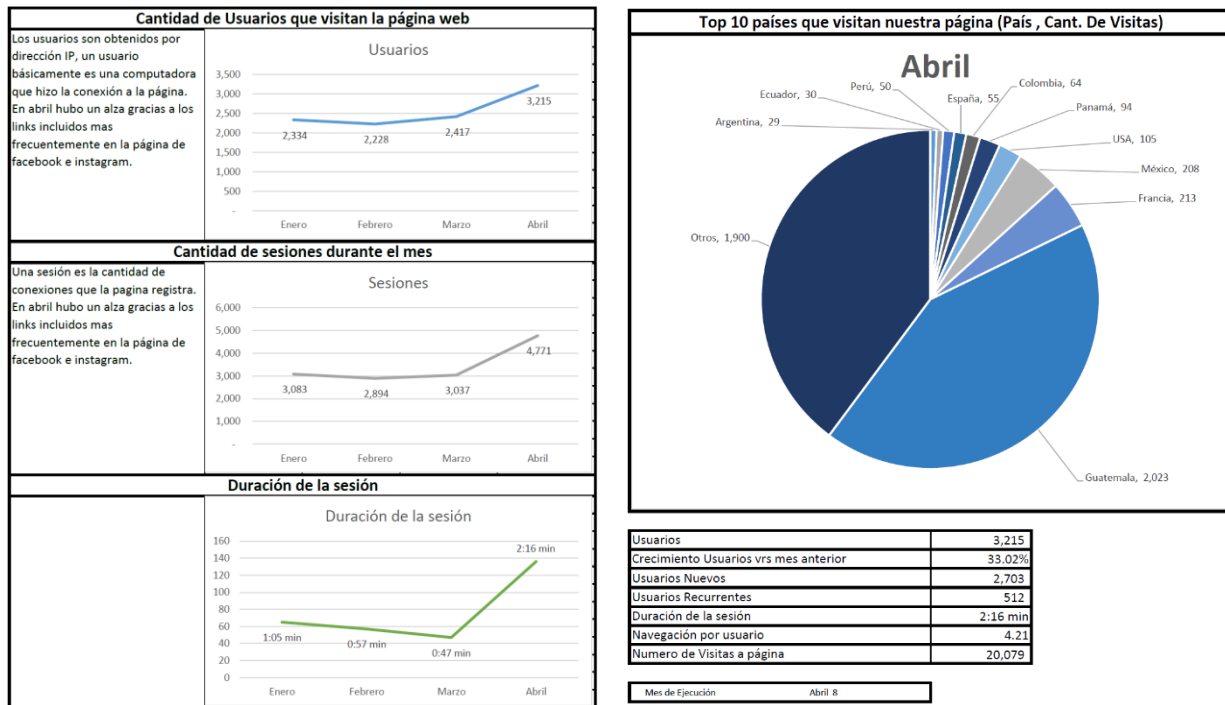 Cantidad de Usuarios que visitan la página web
Los usuarios son obtenidos por
dirección IP, un usuario
básicamente es una computadora
que hizo la conexión a la página.
En abril hubo un alza gracias a los
links incluidos mas
frecuentemente en la página de
facebook e instagram.
Usuarios
3,500
3,000
2,500
2,000
1,500
1,000
500
-
2,334
2,228
2,417
3,215
Enero
Febrero
Marzo
Abril
Cantidad de sesiones durante el mes
Una sesión es la cantidad de
conexiones que la pagina registra.
En abril hubo un alza gracias a los
links incluidos mas
frecuentemente en la página de
facebook e instagram.
Sesiones
6,000
5,000
4,000
3,000
2,000
1,000
-
3,083
2,894
3,037
4,771
Enero
Febrero
Marzo
Abril
Duración de la sesión
Duración de la sesión
160
140
120
100
80
60
40
20
0
1:05 min
0:57 min
0:47 min
2:16 min
Enero
Febrero
Marzo
Abril
Top 10 países que visitan nuestra página (País , Cant. De Visitas)
Abril
Argentina, 29
Ecuador, 30
Perú, 50
España, 55
Colombia, 64
Panamá, 94
USA, 105
México, 208
Francia, 213
Otros, 1,900
Guatemala, 2,023
Usuarios 3,215
Crecimiento Usuarios vrs mes anterior 33.02%
Usuarios Nuevos 2,703
Usuarios Recurrentes 512
Duración de la sesión 2:16 min
Navegación por usuario 4.21
Numero de Visitas a página 20,079
Mes de Ejecución Abril 8